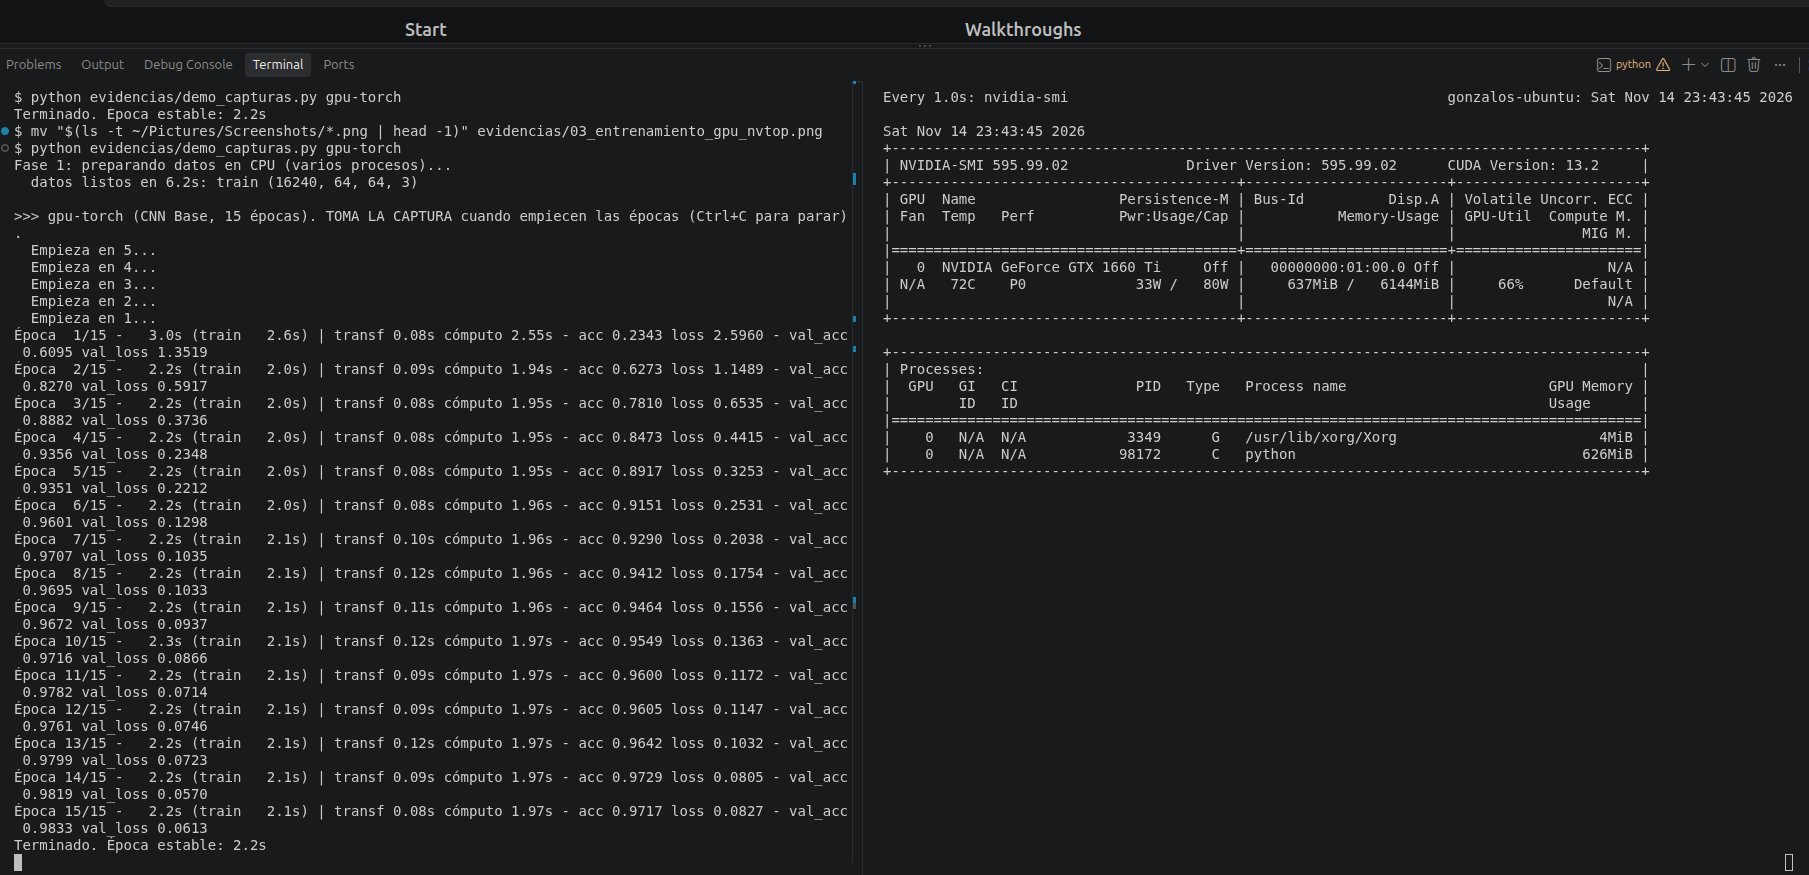 Start
Walkthroughs
Problems Output Debug Console Terminal Ports
python
$ python evidencias/demo_capturas.py gpu-torch
Terminado. Epoca estable: 2.2s
$ mv "$(ls -t ~/Pictures/Screenshots/*.png | head -1)" evidencias/03_entrenamiento_gpu_nvtop.png
$ python evidencias/demo_capturas.py gpu-torch
Fase 1: preparando datos en CPU (varios procesos)...
  datos listos en 6.2s: train (16240, 64, 64, 3)
>>> gpu-torch (CNN Base, 15 épocas). TOMA LA CAPTURA cuando empiecen las épocas (Ctrl+C para parar)
.
  Empieza en 5...
  Empieza en 4...
  Empieza en 3...
  Empieza en 2...
  Empieza en 1...
Época  1/15 -   3.0s (train   2.6s) | transf 0.08s cómputo 2.55s - acc 0.2343 loss 2.5960 - val_acc
 0.6095 val_loss 1.3519
Época  2/15 -   2.2s (train   2.0s) | transf 0.09s cómputo 1.94s - acc 0.6273 loss 1.1489 - val_acc
 0.8270 val_loss 0.5917
Época  3/15 -   2.2s (train   2.0s) | transf 0.08s cómputo 1.95s - acc 0.7810 loss 0.6535 - val_acc
 0.8882 val_loss 0.3736
Época  4/15 -   2.2s (train   2.0s) | transf 0.08s cómputo 1.95s - acc 0.8473 loss 0.4415 - val_acc
 0.9356 val_loss 0.2348
Época  5/15 -   2.2s (train   2.0s) | transf 0.08s cómputo 1.95s - acc 0.8917 loss 0.3253 - val_acc
 0.9351 val_loss 0.2212
Época  6/15 -   2.2s (train   2.0s) | transf 0.08s cómputo 1.96s - acc 0.9151 loss 0.2531 - val_acc
 0.9601 val_loss 0.1298
Época  7/15 -   2.2s (train   2.1s) | transf 0.10s cómputo 1.96s - acc 0.9290 loss 0.2038 - val_acc
 0.9707 val_loss 0.1035
Época  8/15 -   2.2s (train   2.1s) | transf 0.12s cómputo 1.96s - acc 0.9412 loss 0.1754 - val_acc
 0.9695 val_loss 0.1033
Época  9/15 -   2.2s (train   2.1s) | transf 0.11s cómputo 1.96s - acc 0.9464 loss 0.1556 - val_acc
 0.9672 val_loss 0.0937
Época 10/15 -   2.3s (train   2.1s) | transf 0.12s cómputo 1.97s - acc 0.9549 loss 0.1363 - val_acc
 0.9716 val_loss 0.0866
Época 11/15 -   2.2s (train   2.1s) | transf 0.09s cómputo 1.97s - acc 0.9600 loss 0.1172 - val_acc
 0.9782 val_loss 0.0714
Época 12/15 -   2.2s (train   2.1s) | transf 0.09s cómputo 1.97s - acc 0.9605 loss 0.1147 - val_acc
 0.9761 val_loss 0.0746
Época 13/15 -   2.2s (train   2.1s) | transf 0.12s cómputo 1.97s - acc 0.9642 loss 0.1032 - val_acc
 0.9799 val_loss 0.0723
Época 14/15 -   2.2s (train   2.1s) | transf 0.09s cómputo 1.97s - acc 0.9729 loss 0.0805 - val_acc
 0.9819 val_loss 0.0570
Época 15/15 -   2.2s (train   2.1s) | transf 0.08s cómputo 1.97s - acc 0.9717 loss 0.0827 - val_acc
 0.9833 val_loss 0.0613
Terminado. Época estable: 2.2s
Every 1.0s: nvidia-smi gonzalos-ubuntu: Sat Nov 14 23:43:45 2026
Sat Nov 14 23:43:45 2026
| NVIDIA-SMI 595.99.02 Driver Version: 595.99.02 CUDA Version: 13.2 |
| GPU  Name Persistence-M | Bus-Id Disp.A | Volatile Uncorr. ECC |
| Fan  Temp   Perf Pwr:Usage/Cap | Memory-Usage | GPU-Util  Compute M. |
| | | MIG M. |
| 0  NVIDIA GeForce GTX 1660 Ti Off | 00000000:01:00.0 Off | N/A |
| N/A   72C    P0 33W /   80W | 637MiB /   6144MiB | 66% Default |
| | | N/A |
| Processes: |
| GPU   GI   CI PID   Type   Process name GPU Memory |
| ID   ID Usage |
| 0   N/A  N/A 3349 G   /usr/lib/xorg/Xorg 4MiB |
| 0   N/A  N/A 98172 C   python 626MiB |